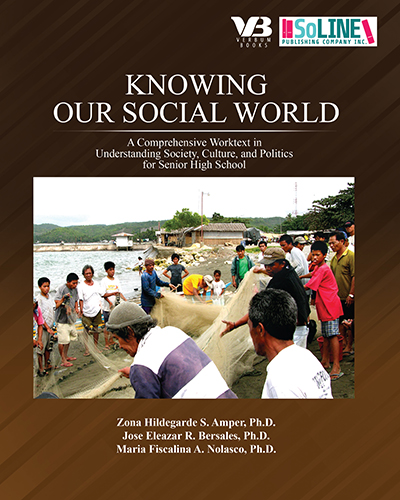 VB
VERBUM
BOOKS
SoLINE
PUBLISHING COMPANY INC.
KNOWING
OUR SOCIAL WORLD
A Comprehensive Worktext in
Understanding Society, Culture, and Politics
for Senior High School
Zona Hildegarde S. Amper, Ph.D.
Jose Eleazar R. Bersales, Ph.D.
Maria Fiscalina A. Nolasco, Ph.D.